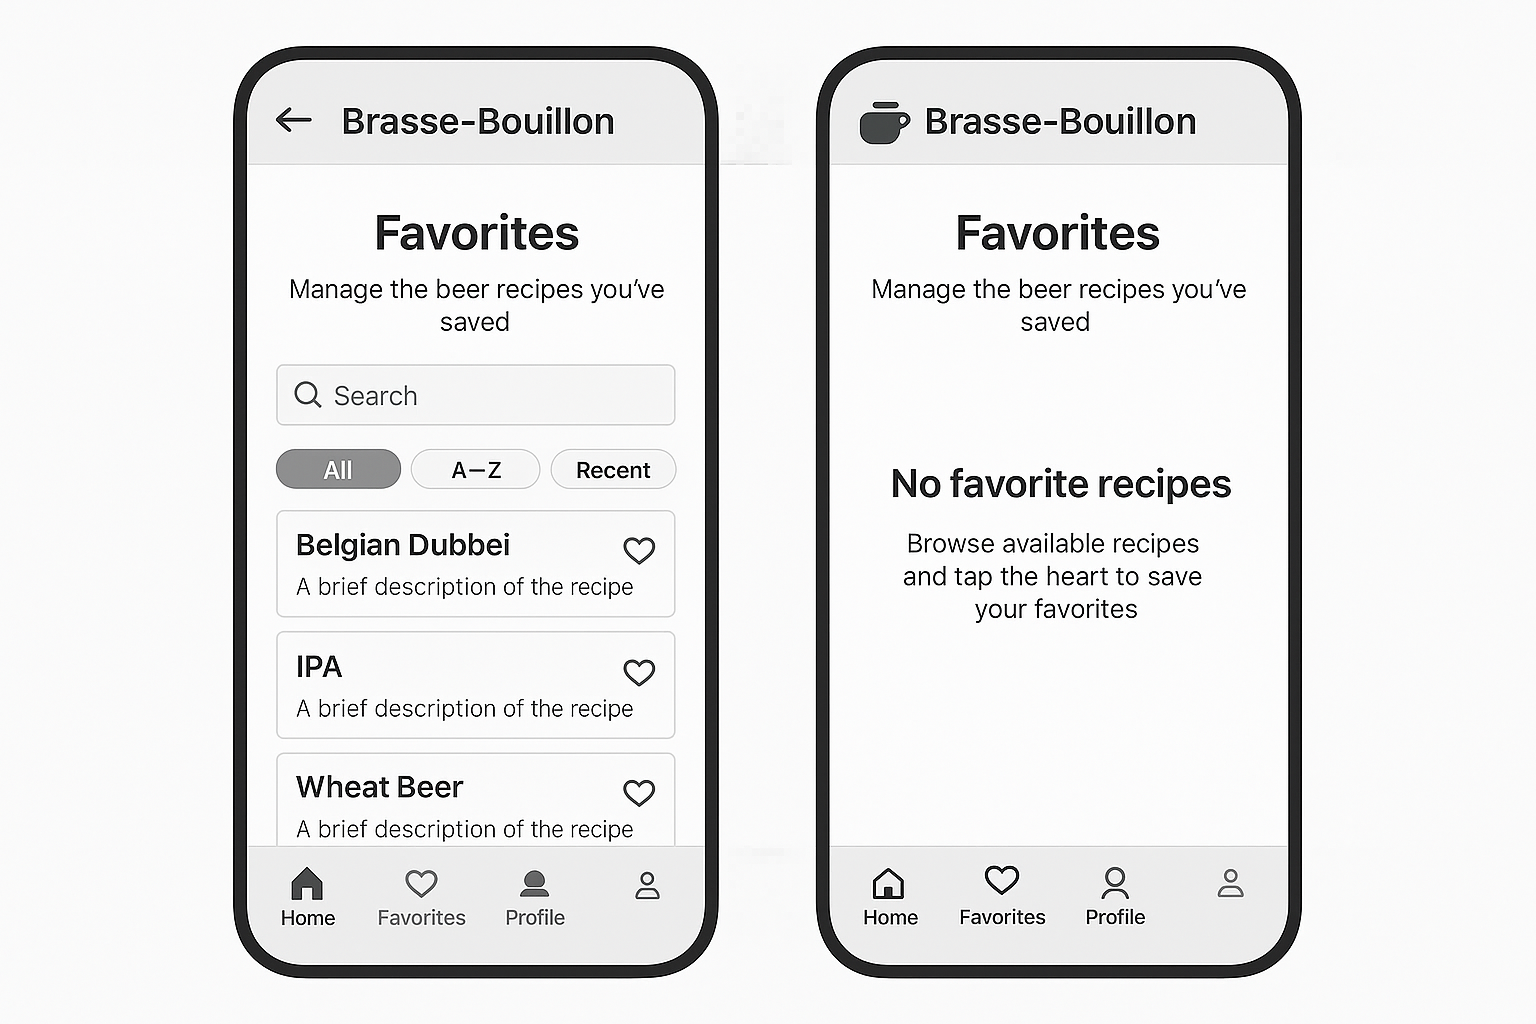 Brasse-Bouillon
Favorites
Manage the beer recipes you've
saved
Search
All
A–Z
Recent
Belgian Dubbei
A brief description of the recipe
IPA
A brief description of the recipe
Wheat Beer
A brief description of the recipe
Home
Favorites
Profile
Brasse-Bouillon
Favorites
Manage the beer recipes you've
saved
No favorite recipes
Browse available recipes
and tap the heart to save
your favorites
Home
Favorites
Profile